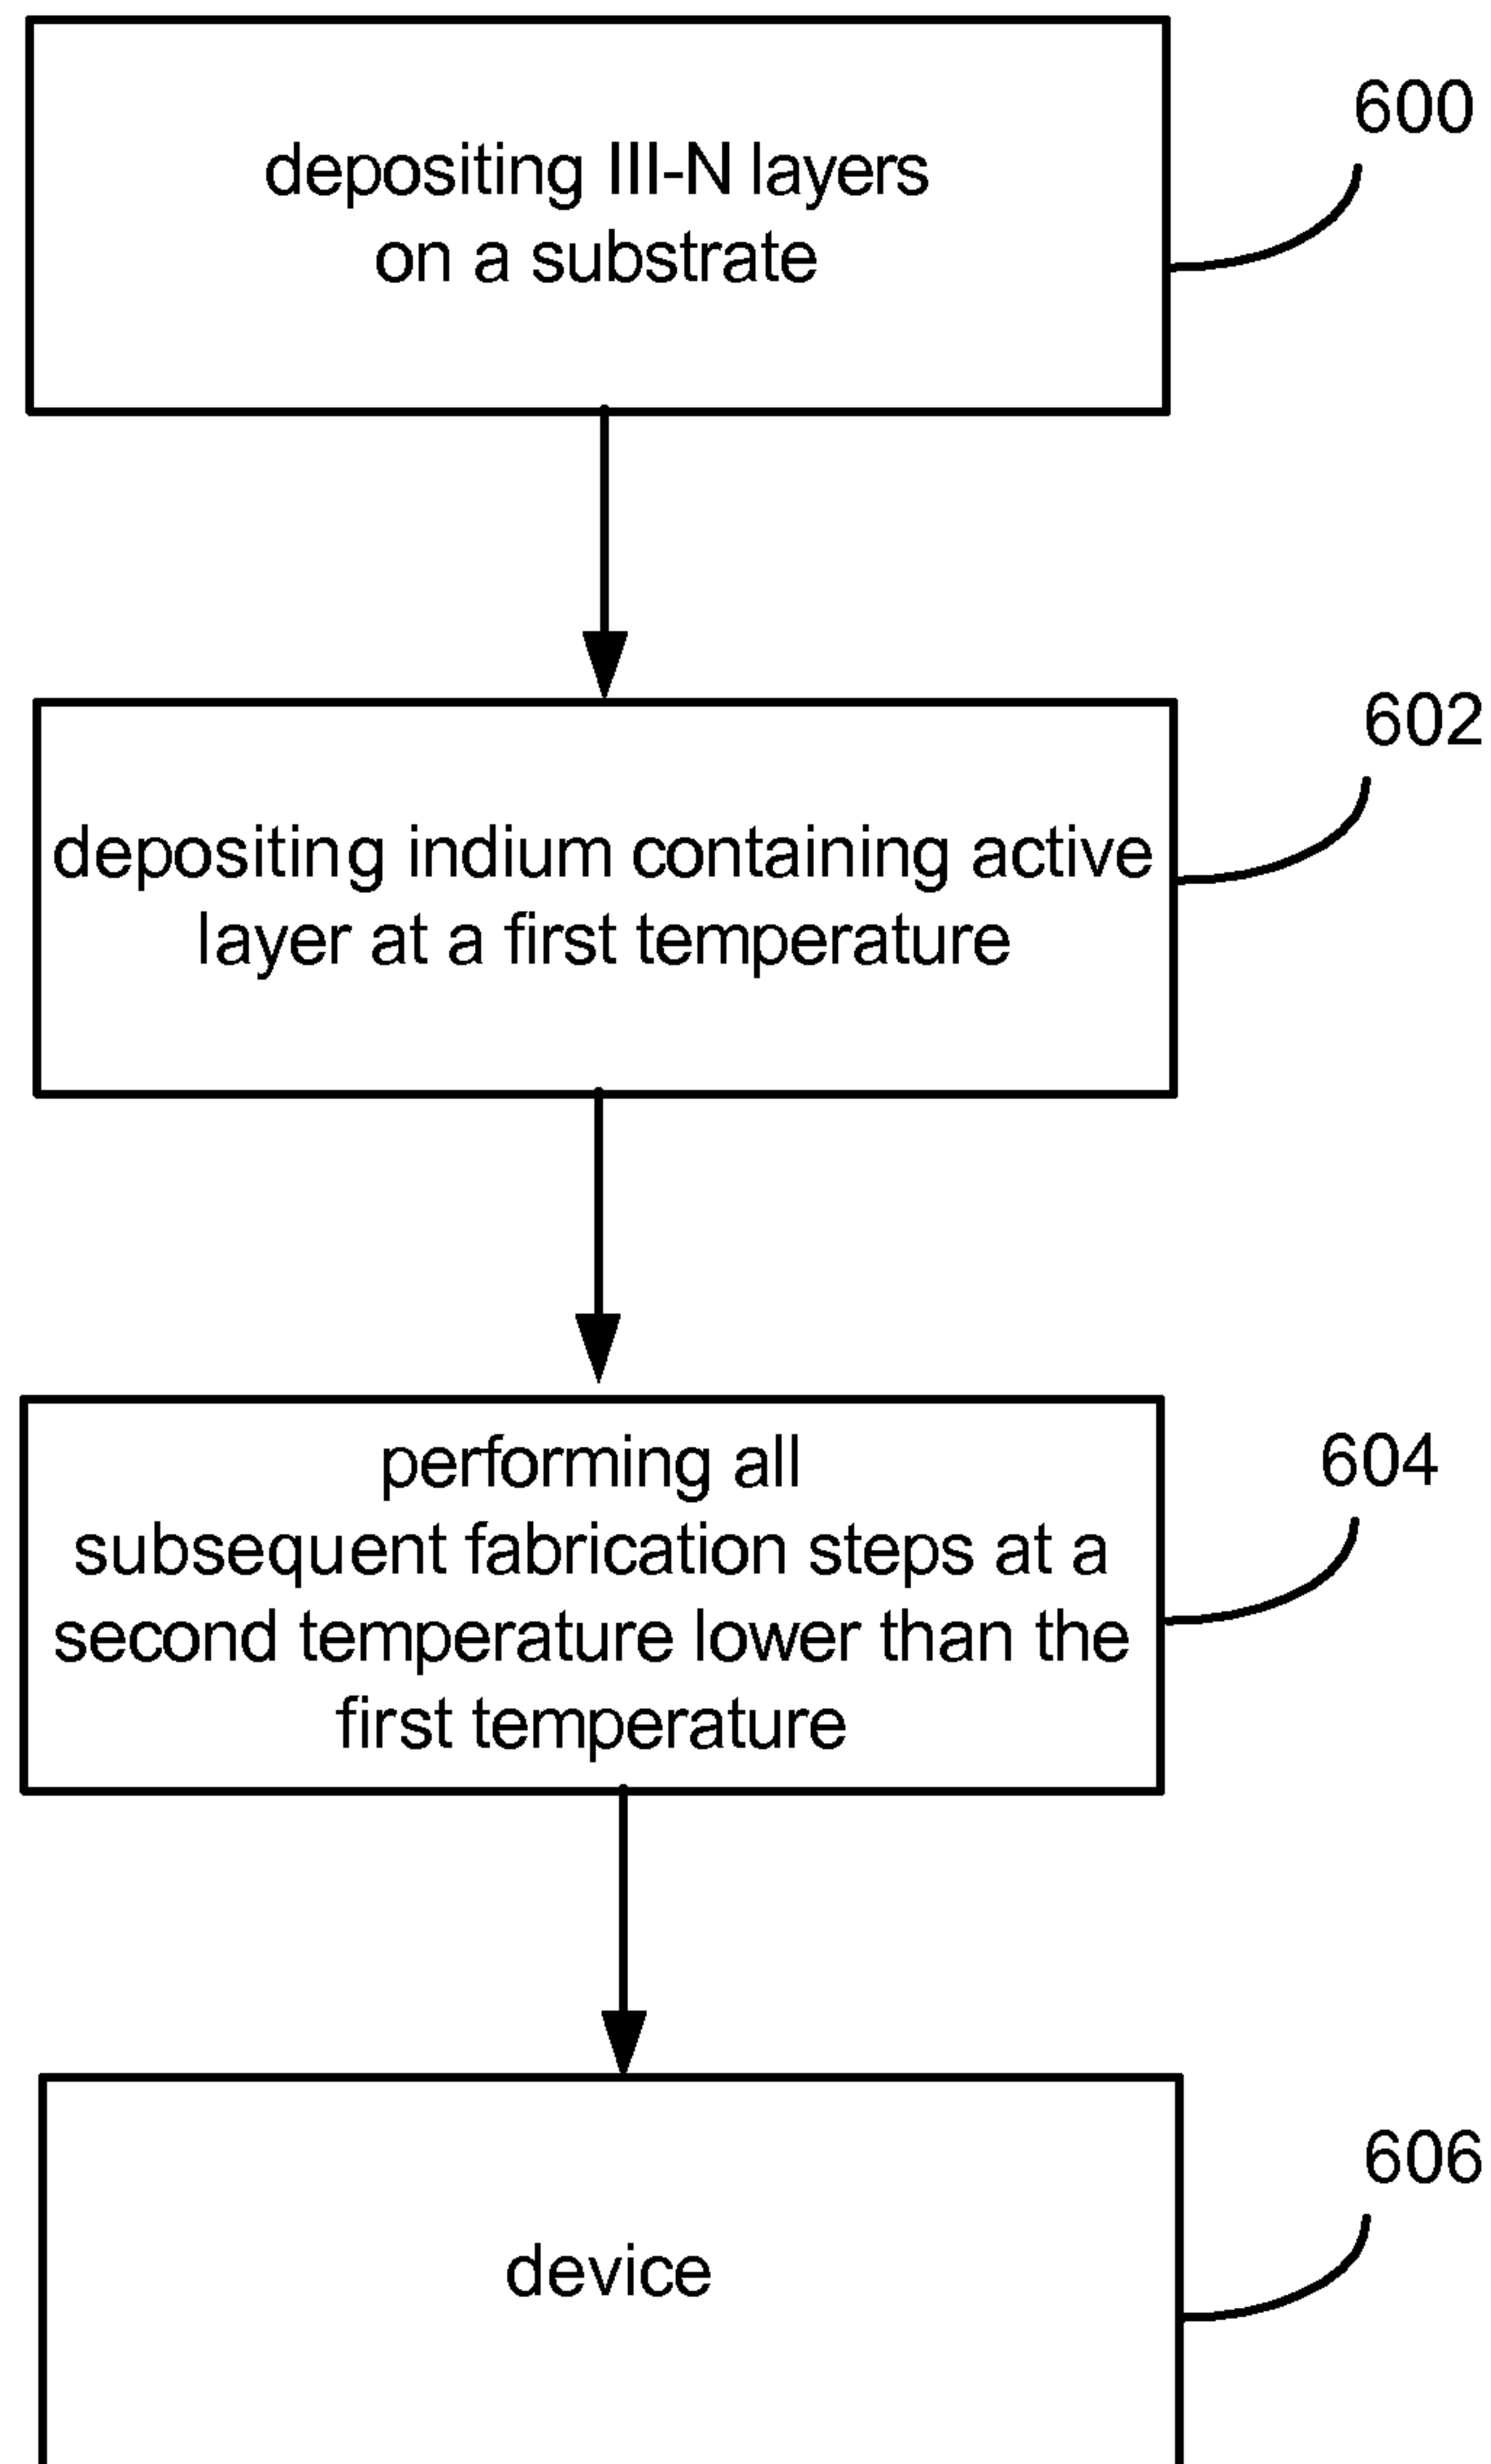 depositing III-N layers
on a substrate
600
depositing indium containing active
layer at a first temperature
602
performing all
subsequent fabrication steps at a
second temperature lower than the
first temperature
604
device
606